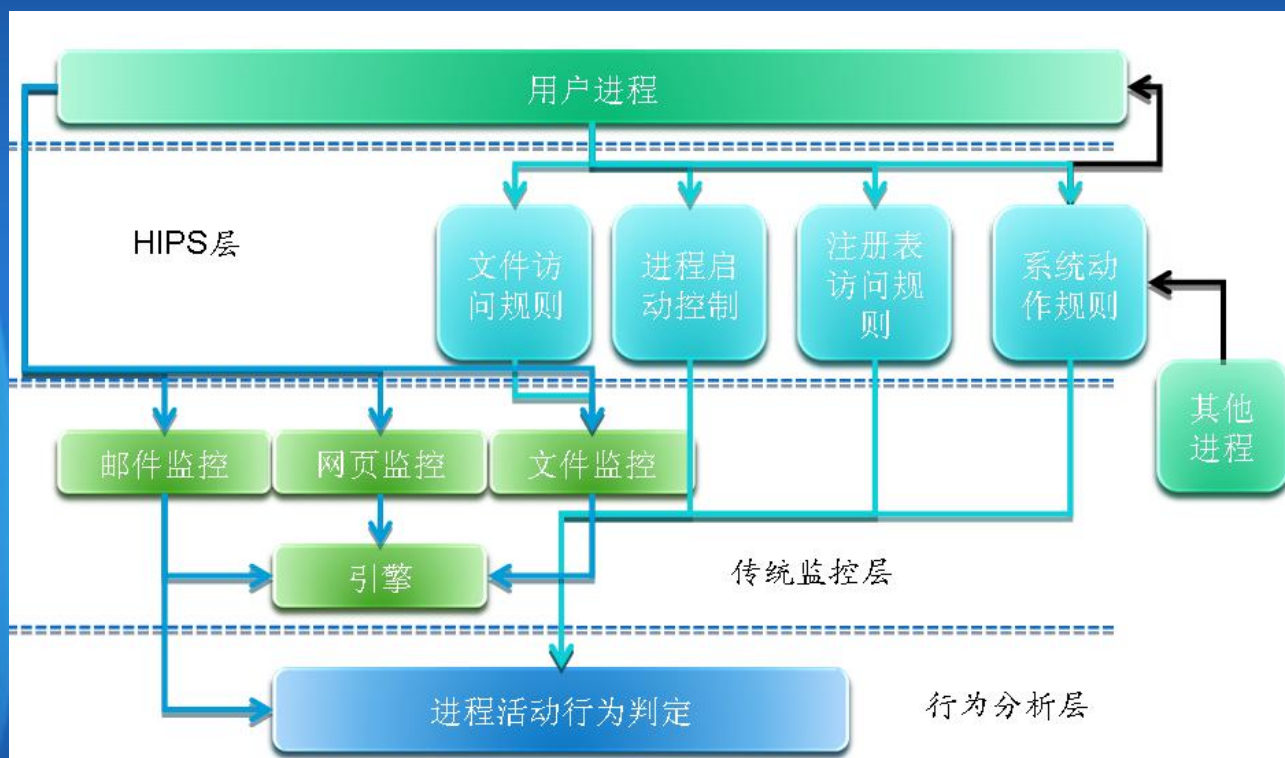 用户进程
HIPS层
文件访
问规则
进程启
动控制
注册表
访问规
则
系统动
作规则
其他
进程
邮件监控
网页监控
文件监控
引擎
传统监控层
进程活动行为判定
行为分析层